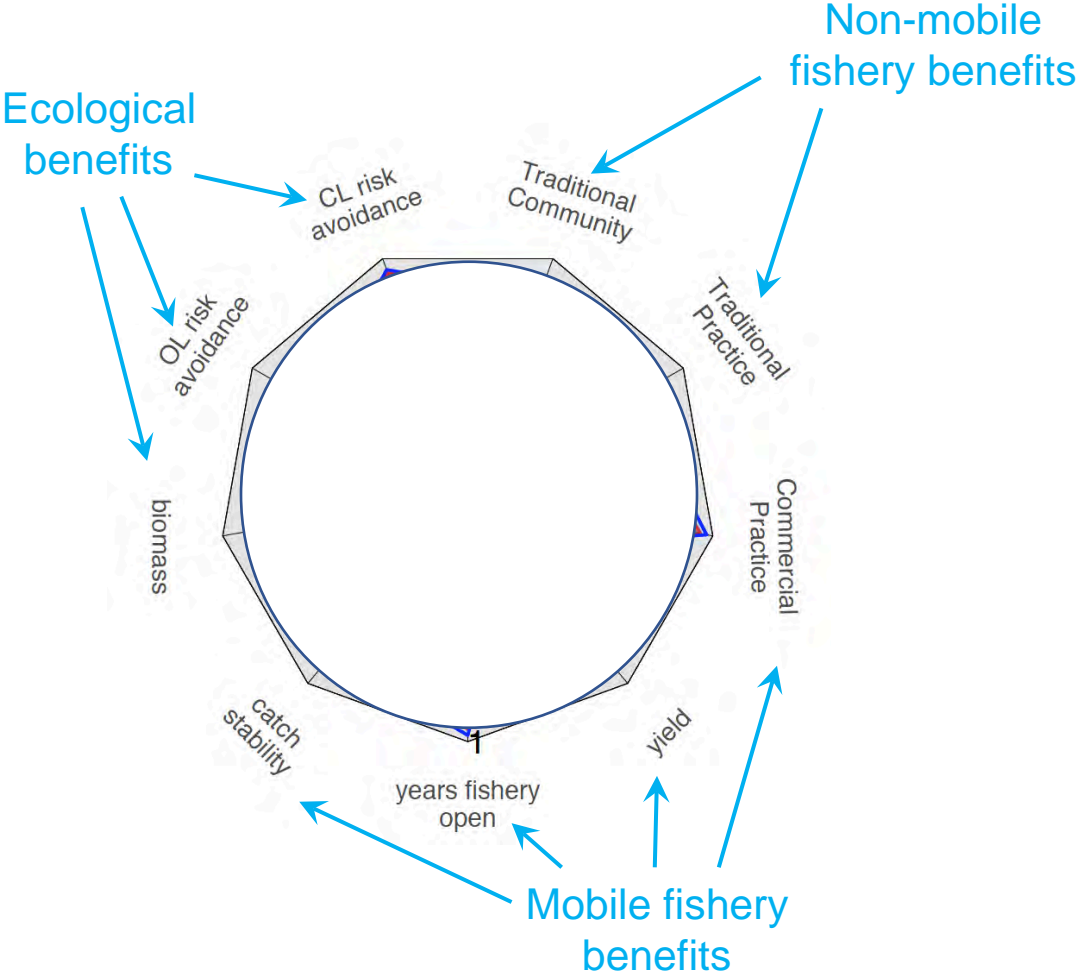 Non-mobile
fishery benefits
Ecological
benefits
CL risk
avoidance
Traditional
Community
OL risk
avoidance
Traditional
Practice
biomass
Commercial
Practice
catch
stability
1
years fishery
open
yield
Mobile fishery
benefits